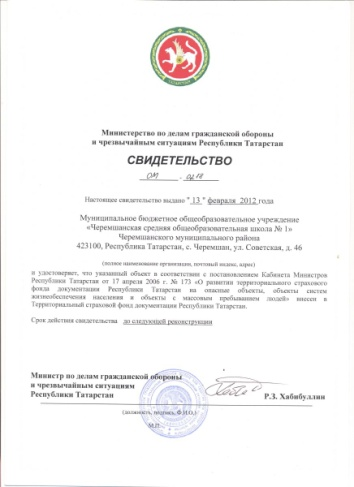 ТАТАРСТАН
Министерство по делам гражданской обороны
и чрезвычайным ситуациям Республики Татарстан
СВИДЕТЕЛЬСТВО
ОМ -
Настоящее свидетельство выдано " 13 " февраля 2012 года
Муниципальное бюджетное общеобразовательное учреждение
«Черемшанская средняя общеобразовательная школа № 1»
Черемшанского муниципального района
423100, Республика Татарстан, с. Черемшан, ул. Советская, д. 46
(полное наименование организации, почтовый индекс, адрес)
и удостоверяет, что указанный объект в соответствии с постановлением Кабинета Министров
Республики Татарстан от 17 апреля 2006 г. № 173 «О развитии территориального страхового
фонда документации Республики Татарстан на опасные объекты, объекты систем
жизнеобеспечения населения и объекты с массовым пребыванием людей» внесен в
Территориальный страховой фонд документации Республики Татарстан.
Срок действия свидетельства до следующей реконструкции
Министр по делам гражданской обороны
и чрезвычайным ситуациям
Республики Татарстан
Р.З. Хабибуллин
(должность, подпись, Ф.И.О.)
М.П.